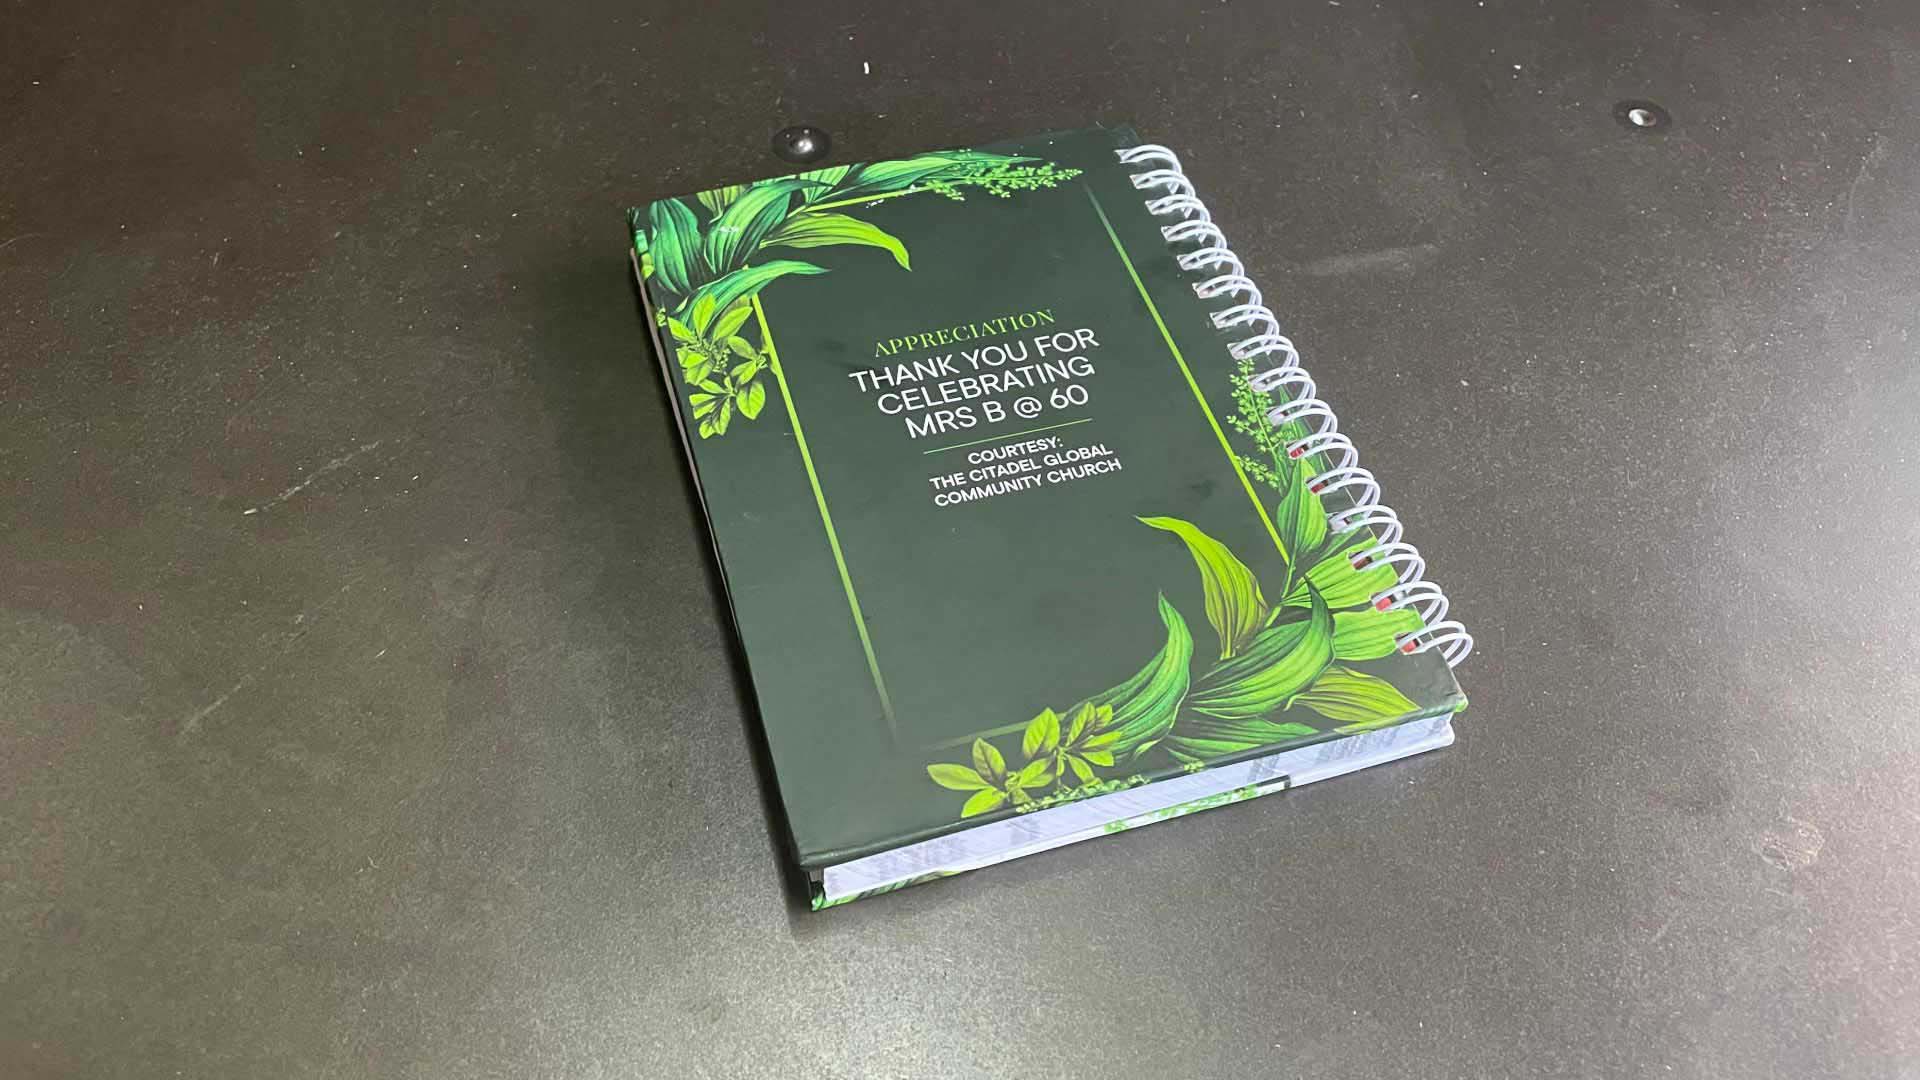 APPRECIATION
THANK YOU FOR
CELEBRATING
MRS B @ 60
COURTESY:
THE CITADEL GLOBAL
COMMUNITY CHURCH